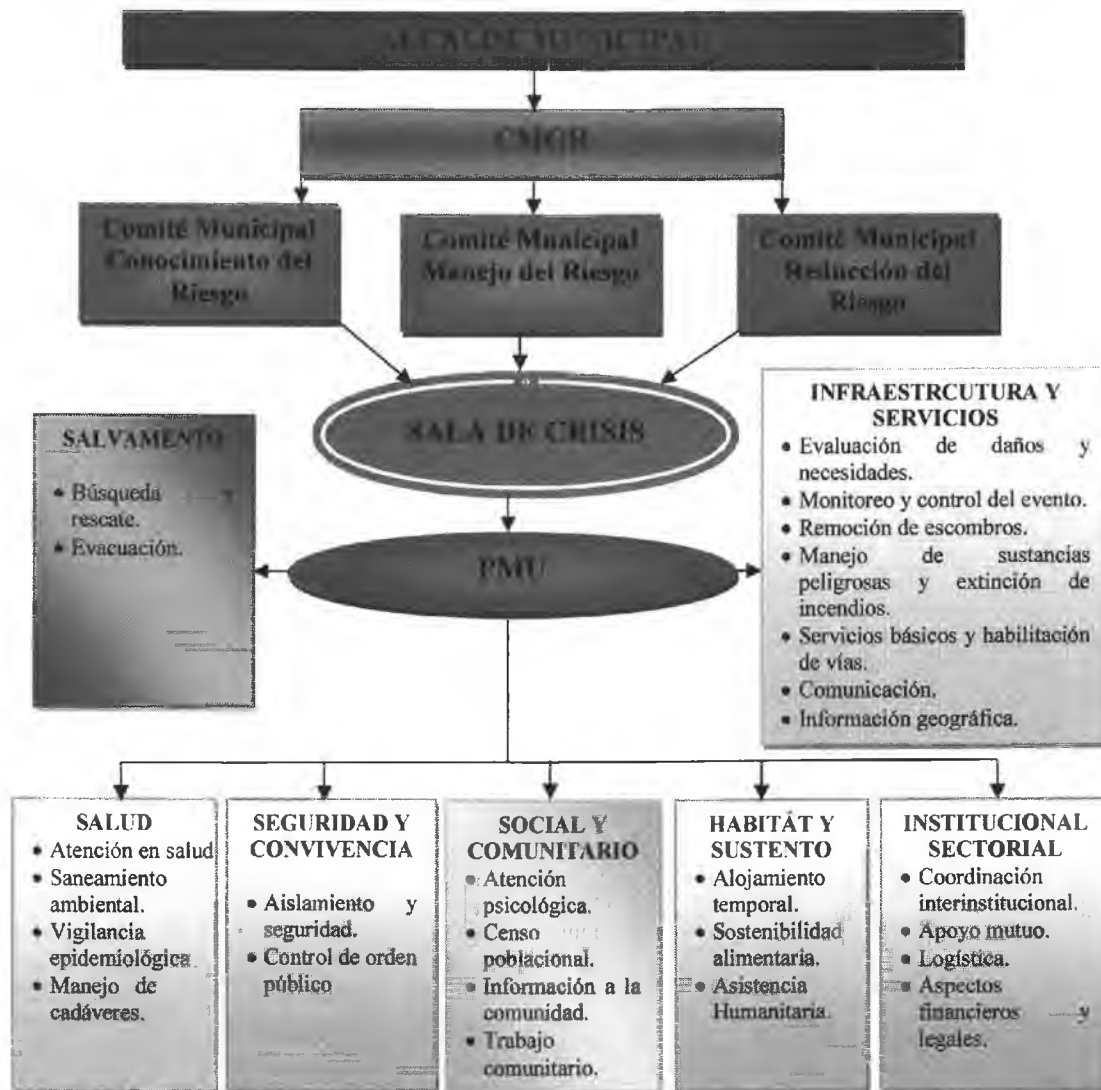 ALCALDE MUNICIPAL
CMGR
Comité Municipal
Conocimiento del
Riesgo
Comité Municipal
Manejo del Riesgo
Comité Municipal
Reducción del
Riesgo
SALA DE CRISIS
PMU
SALVAMENTO
• Búsqueda y
rescate.
• Evacuación.
INFRAESTRCUTURA Y
SERVICIOS
• Evaluación de daños y
necesidades.
• Monitoreo y control del evento.
• Remoción de escombros.
• Manejo de sustancias
peligrosas y extinción de
incendios.
• Servicios básicos y habilitación
de vías.
• Comunicación.
• Información geográfica.
SALUD
• Atención en salud
• Saneamiento
ambiental.
• Vigilancia
epidemiológica.
• Manejo de
cadáveres.
SEGURIDAD Y
CONVIVENCIA
• Aislamiento y
seguridad.
• Control de orden
público
SOCIAL Y
COMUNITARIO
• Atención
psicológica.
• Censo
poblacional.
• Información a la
comunidad.
• Trabajo
comunitario.
HABITÁT Y
SUSTENTO
• Alojamiento
temporal.
• Sostenibilidad
alimentaria.
• Asistencia
Humanitaria.
INSTITUCIONAL
SECTORIAL
• Coordinación
interinstitucional.
• Apoyo mutuo.
• Logística.
• Aspectos
financieros y
legales.